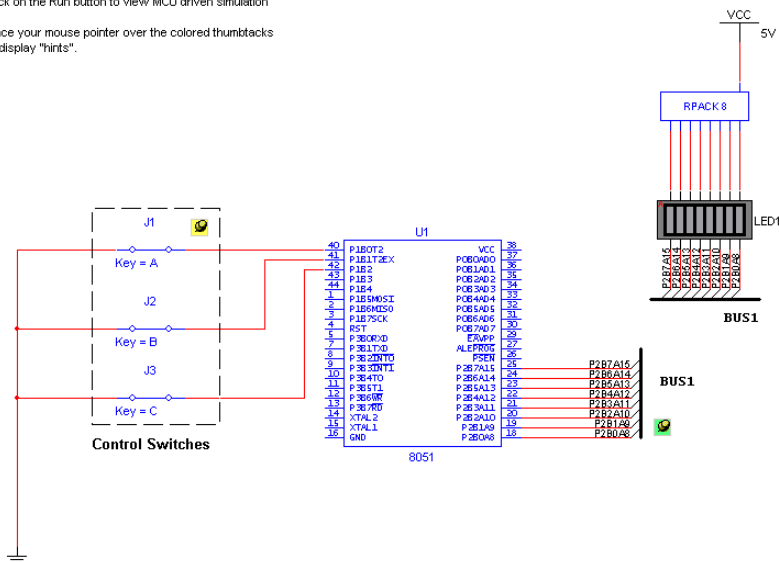 ck on the Run button to view MCU driven simulation
ce your mouse pointer over the colored thumbtacks
display "hints".
VCC
5V
RPACK 8
LED1
P2B7A15
P2B6A14
P2B5A13
P2B4A12
P2B3A11
P2B2A10
P2B1A9
P2B0A8
BUS1
J1
Key = A
J2
Key = B
J3
Key = C
Control Switches
U1
40 P1B0T2
41 P1B1T2EX
42 P1B2
43 P1B3
44 P1B4
1 P1B5MOSI
2 P1B6MISO
3 P1B7SCK
4 RST
5 P3B0RXD
7 P3B1TXD
8 P3B2INT0
9 P3B3INT1
10 P3B4T0
11 P3B5T1
12 P3B6WR
13 P3B7RD
14 XTAL2
15 XTAL1
16 GND
VCC 38
P0B0AD0 37
P0B1AD1 36
P0B2AD2 35
P0B3AD3 34
P0B4AD4 33
P0B5AD5 32
P0B6AD6 31
P0B7AD7 30
EAVPP 29
ALEPROG 27
PSEN 26
P2B7A15 25
P2B6A14 24
P2B5A13 23
P2B4A12 22
P2B3A11 21
P2B2A10 20
P2B1A9 19
P2B0A8 18
8051
P2B7A15
P2B6A14
P2B5A13
P2B4A12
P2B3A11
P2B2A10
P2B1A9
P2B0A8
BUS1